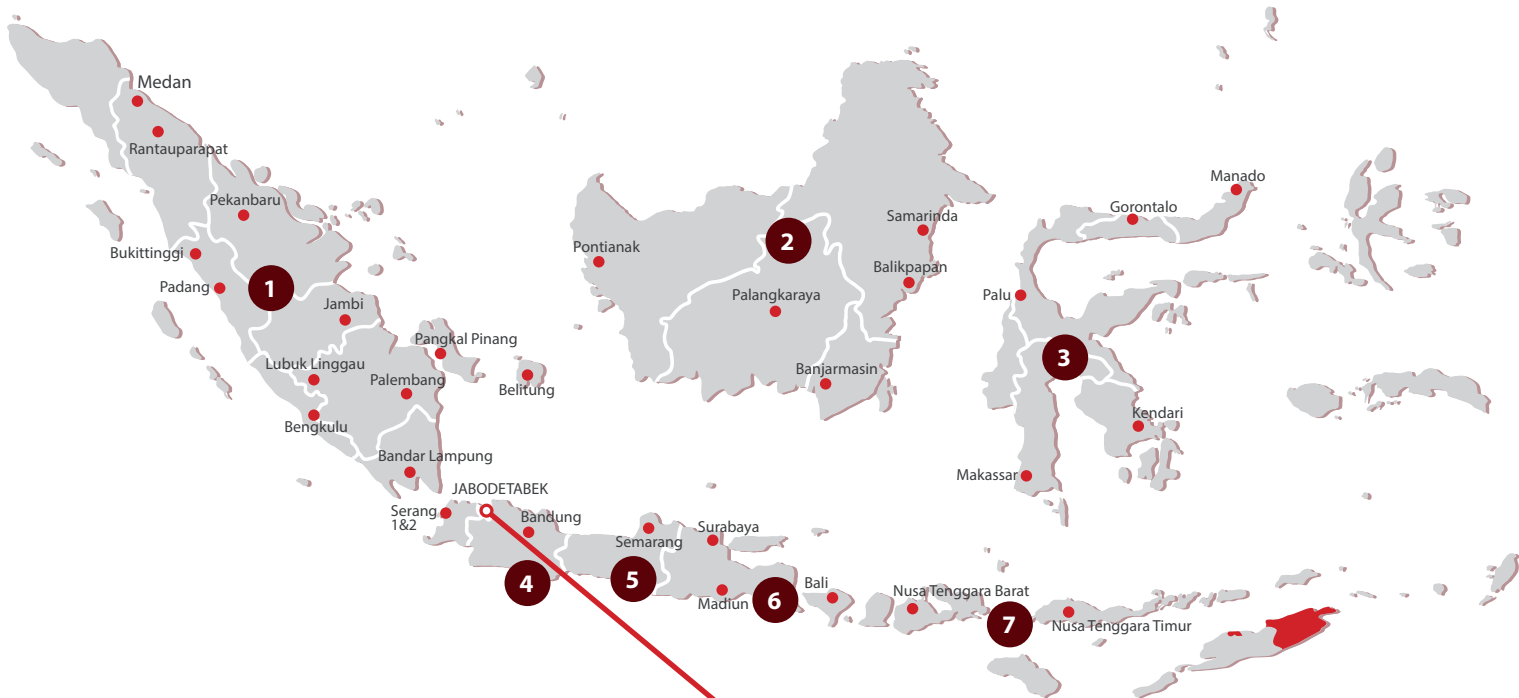 Medan
Rantauparapat
Pekanbaru
Bukittinggi
Padang
1
Jambi
Pangkal Pinang
Lubuk Linggau
Palembang
Belitung
Bengkulu
Bandar Lampung
Pontianak
2
Samarinda
Balikpapan
Palangkaraya
Banjarmasin
Manado
Gorontalo
Palu
3
Kendari
Makassar
JABODETABEK
Serang
1&2
Bandung
4
Semarang
5
Surabaya
Madiun
6
Bali
Nusa Tenggara Barat
7
Nusa Tenggara Timur